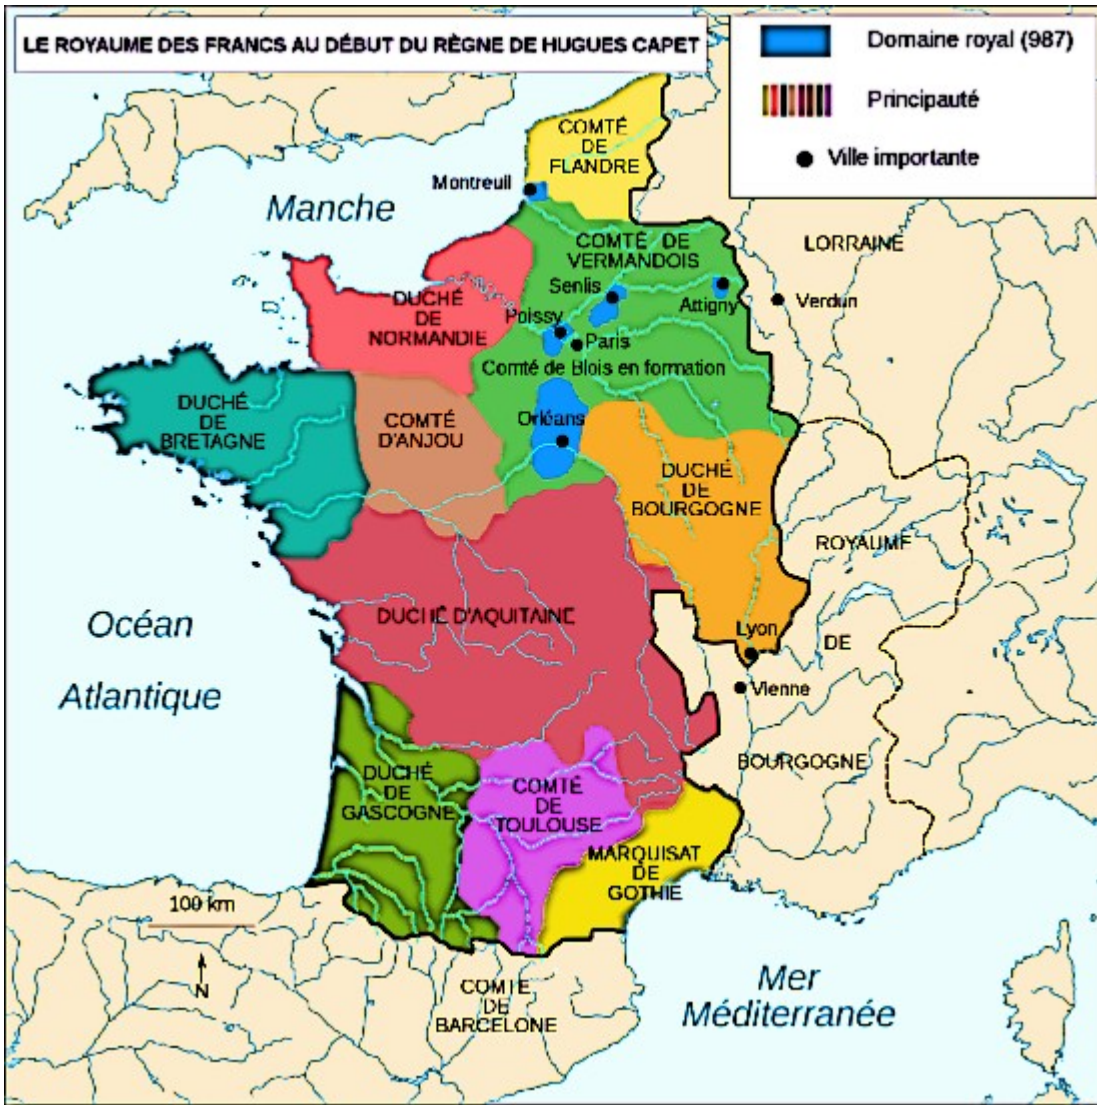 LE ROYAUME DES FRANCS AU DÉBUT DU RÈGNE DE HUGUES CAPET
Domaine royal (987)
Principauté
Ville importante
COMTÉ
DE
FLANDRE
Montreuil
Manche
COMTÉ DE
VERMANDOIS
LORRAINE
Senlis
Attigny
Verdun
DUCHÉ
DE
NORMANDIE
Poissy
Paris
Comté de Blois en formation
DUCHÉ
DE
BRETAGNE
COMTÉ
D'ANJOU
Orléans
DUCHÉ
DE
BOURGOGNE
ROYAUME
DE
BOURGOGNE
Océan
Atlantique
DUCHÉ D'AQUITAINE
Lyon
Vienne
DUCHÉ
DE
GASCOGNE
COMTÉ
DE
TOULOUSE
MARQUISAT
DE
GOTHIE
100 km
N
COMTÉ
DE
BARCELONE
Mer
Méditerranée